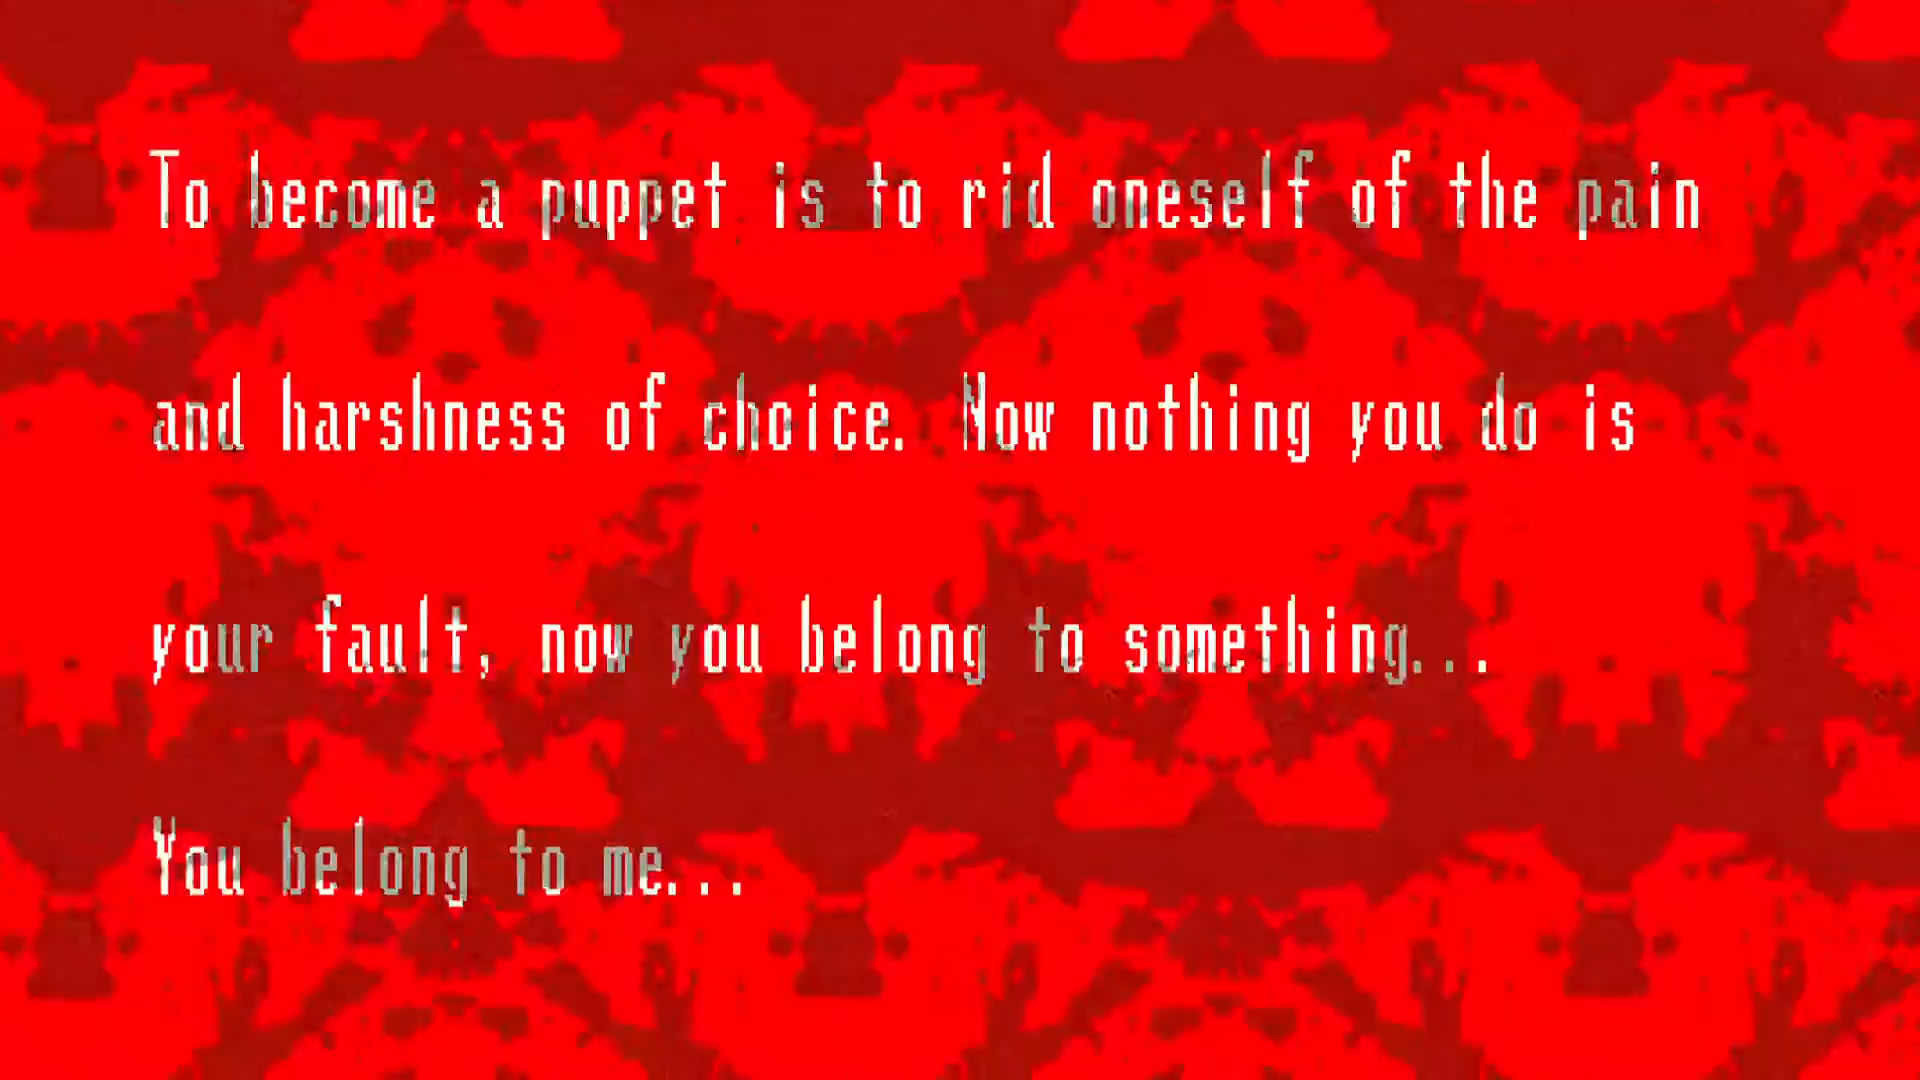 To become a puppet is to rid oneself of the pain
and harshness of choice. Now nothing you do is
your fault, now you belong to something...
You belong to me...